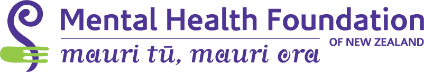 Mental Health Foundation
OF NEW ZEALAND
mauri tū, mauri ora